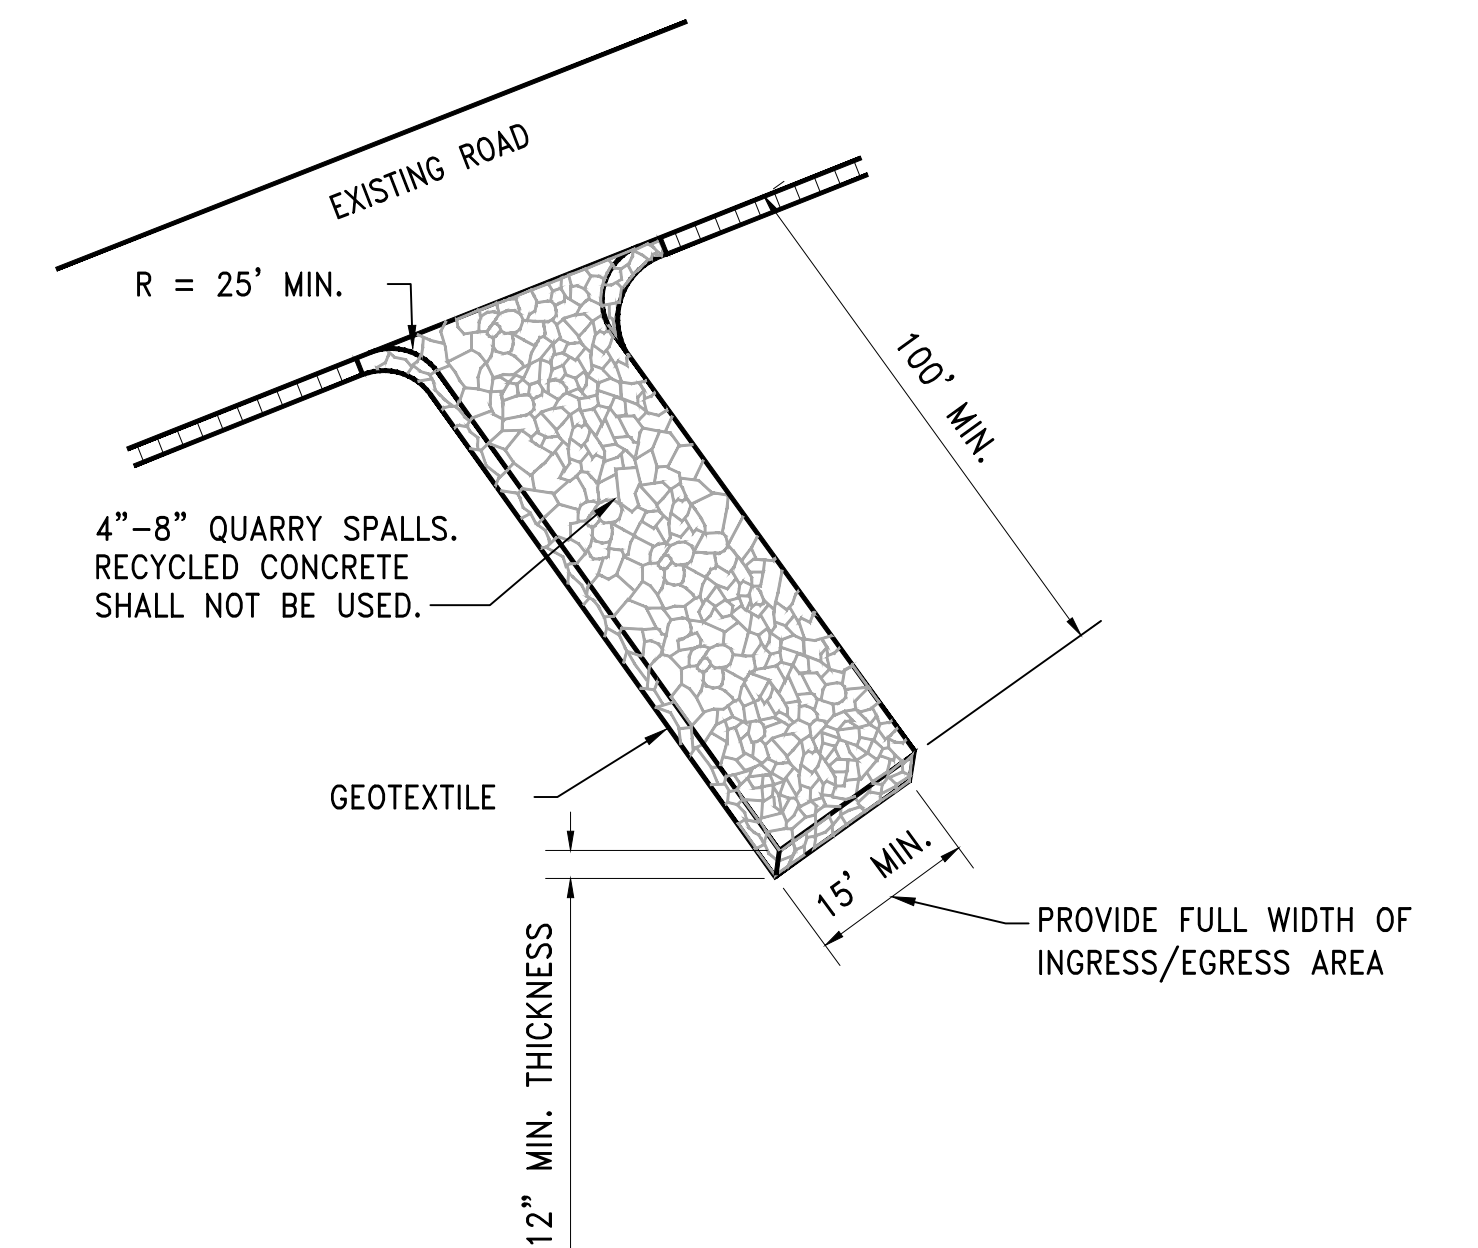 EXISTING ROAD
R = 25' MIN.
100' MIN.
4"-8" QUARRY SPALLS.
RECYCLED CONCRETE
SHALL NOT BE USED.
GEOTEXTILE
15' MIN.
PROVIDE FULL WIDTH OF
INGRESS/EGRESS AREA
12" MIN. THICKNESS